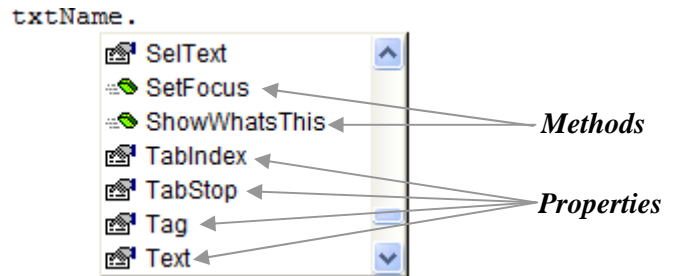 txtName.
SelText
SetFocus
ShowWhatsThis
Methods
TabIndex
TabStop
Properties
Tag
Text